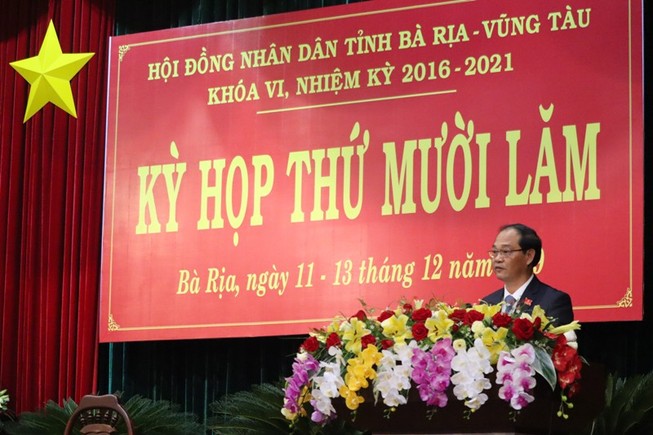 HỘI ĐỒNG NHÂN DÂN TỈNH BÀ RỊA - VŨNG TÀU
KHÓA VI, NHIỆM KỲ 2016 - 2021
KỲ HỌP THỨ MƯỜI LĂM
Bà Rịa, ngày 11 - 13 tháng 12 năm